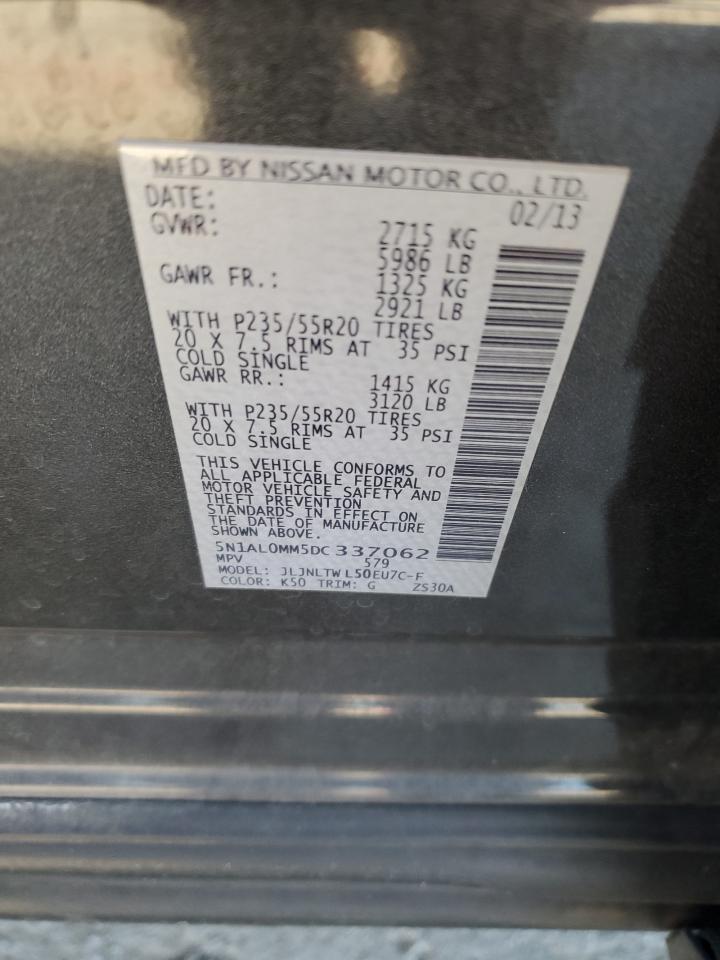 MFD BY NISSAN MOTOR CO., LTD.
DATE: 02/13
GVWR: 2715 KG
5986 LB
GAWR FR.: 1325 KG
2921 LB
WITH P235/55R20 TIRES
20 X 7.5 RIMS AT 35 PSI
COLD SINGLE
GAWR RR.: 1415 KG
3120 LB
WITH P235/55R20 TIRES
20 X 7.5 RIMS AT 35 PSI
COLD SINGLE
THIS VEHICLE CONFORMS TO
ALL APPLICABLE FEDERAL
MOTOR VEHICLE SAFETY AND
THEFT PREVENTION
STANDARDS IN EFFECT ON
THE DATE OF MANUFACTURE
SHOWN ABOVE.
5N1AL0MM5DC 337062
MPV 579
MODEL: JLJNLTW L50EU7C-F
COLOR: K50 TRIM: G ZS30A